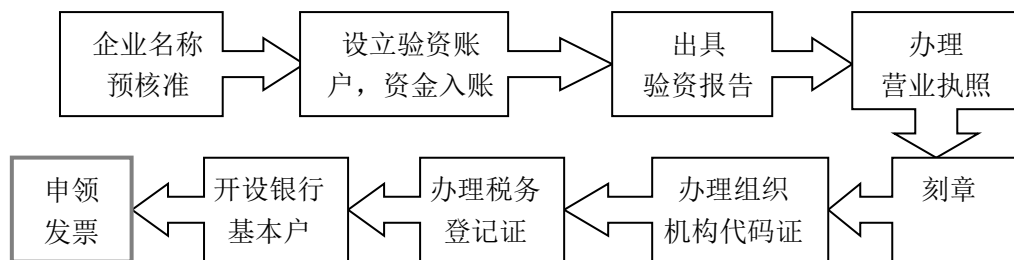 企业名称
预核准
设立验资账
户，资金入账
出具
验资报告
办理
营业执照
刻章
办理组织
机构代码证
办理税务
登记证
开设银行
基本户
申领
发票